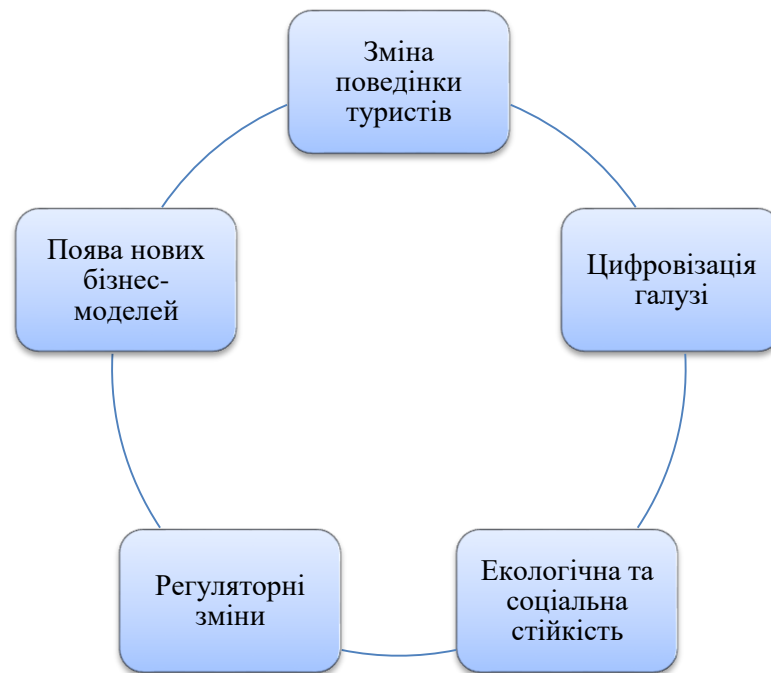 Зміна
поведінки
туристів
Цифровізація
галузі
Екологічна та
соціальна
стійкість
Регуляторні
зміни
Поява нових
бізнес-
моделей